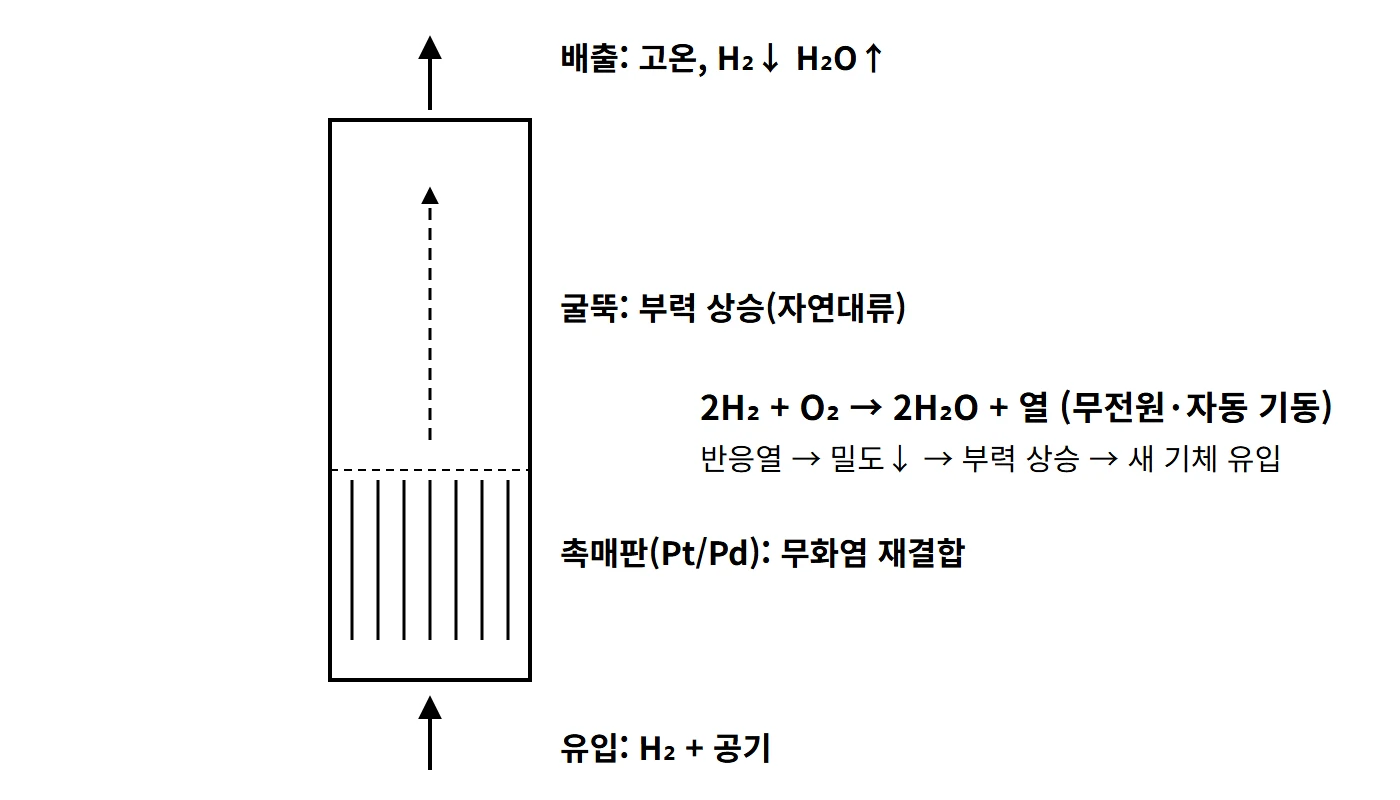 배출: 고온, H₂↓ H₂O↑
굴뚝: 부력 상승(자연대류)
2H₂ + O₂ → 2H₂O + 열 (무전원·자동 기동)
반응열 → 밀도↓ → 부력 상승 → 새 기체 유입
촉매판(Pt/Pd): 무화염 재결합
유입: H₂ + 공기